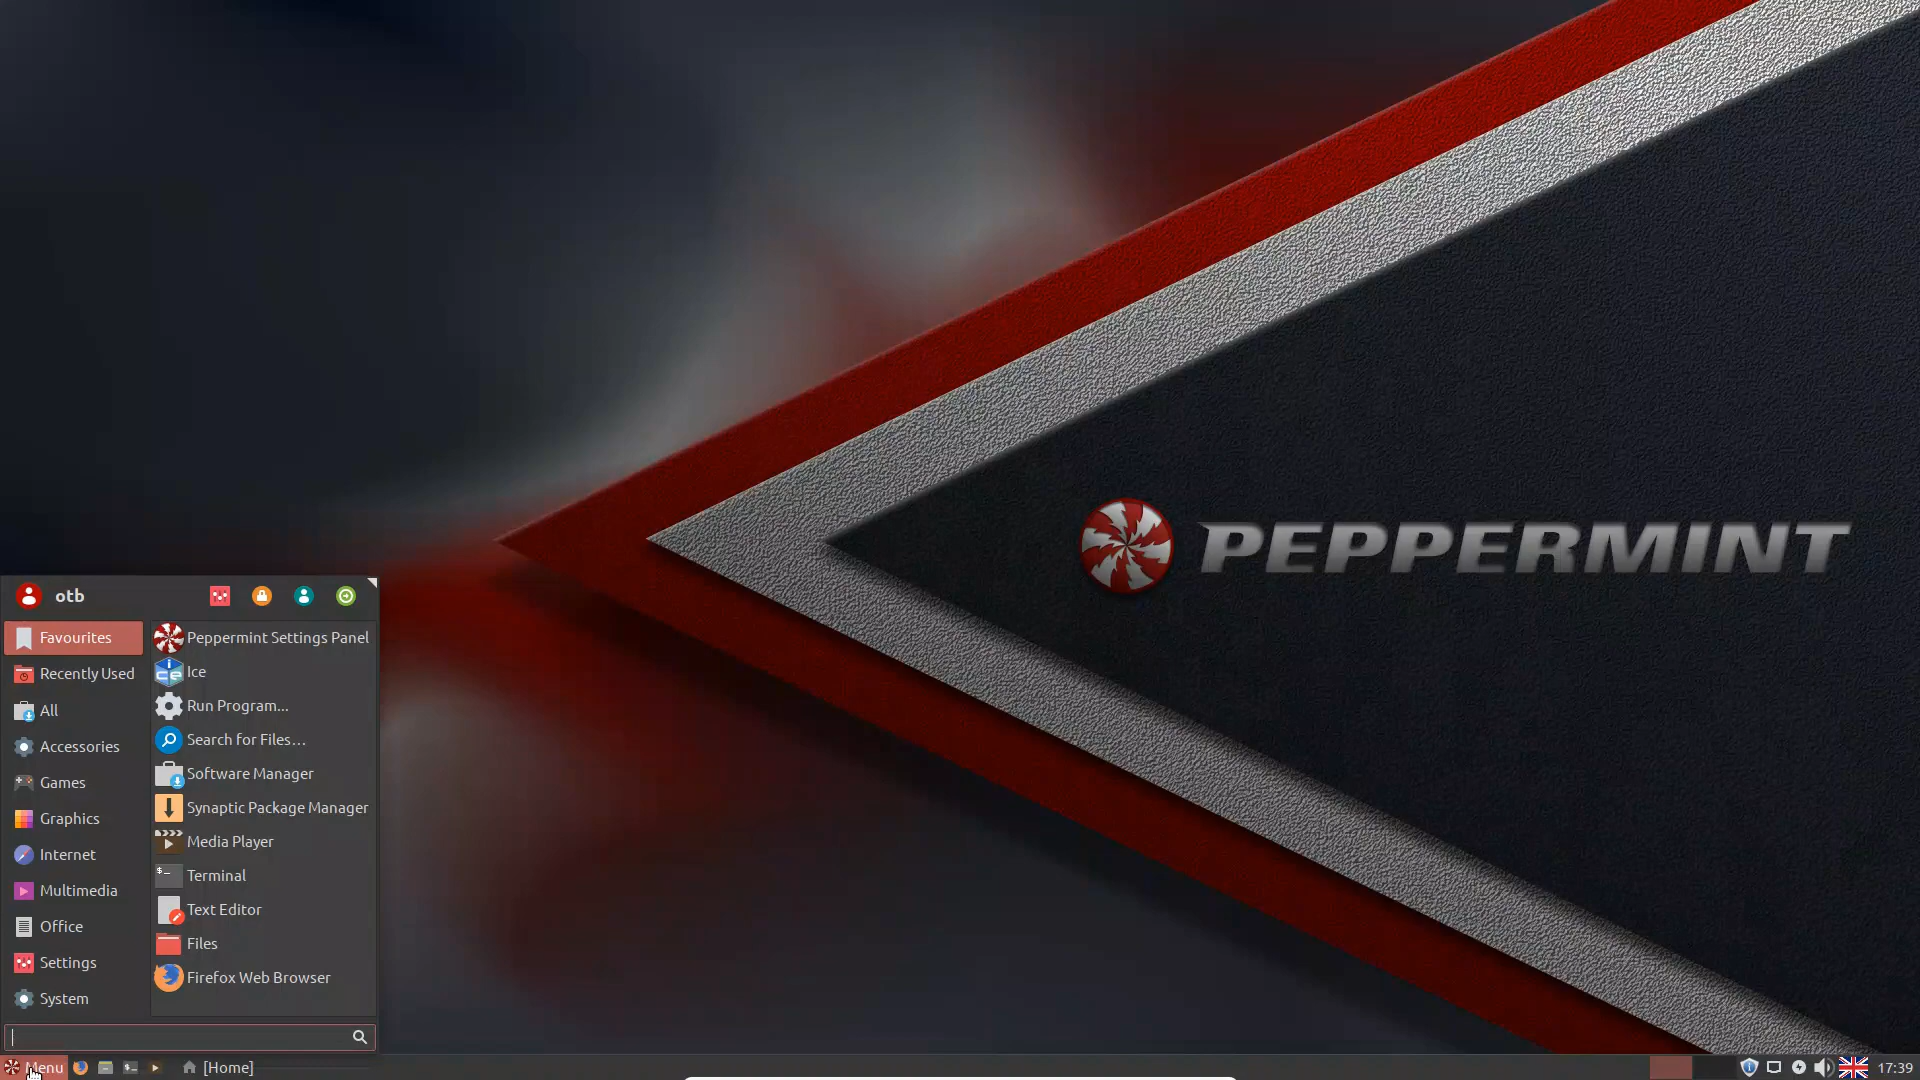 PEPPERMINT
otb
Favourites
Recently Used
All
Accessories
Games
Graphics
Internet
Multimedia
Office
Settings
System
Peppermint Settings Panel
Ice
Run Program...
Search for Files...
Software Manager
Synaptic Package Manager
Media Player
Terminal
Text Editor
Files
Firefox Web Browser
Menu
[Home]
17:39